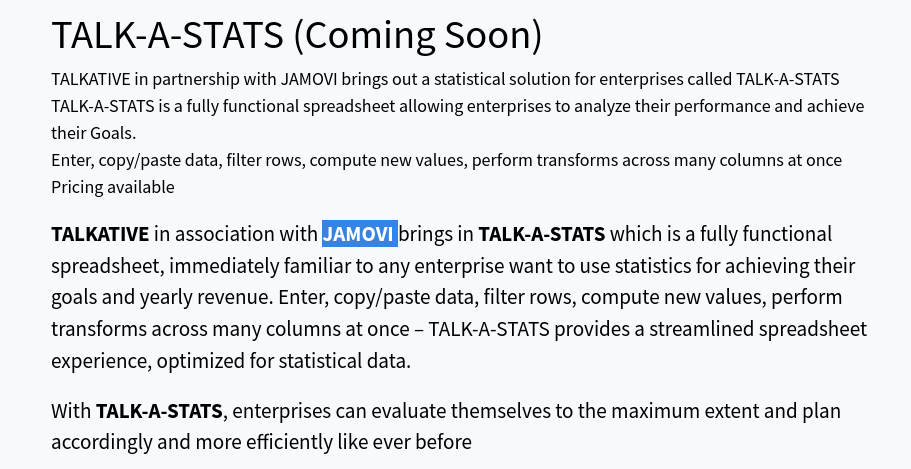 TALK-A-STATS (Coming Soon)
TALKATIVE in partnership with JAMOVI brings out a statistical solution for enterprises called TALK-A-STATS
TALK-A-STATS is a fully functional spreadsheet allowing enterprises to analyze their performance and achieve
their Goals.
Enter, copy/paste data, filter rows, compute new values, perform transforms across many columns at once
Pricing available
TALKATIVE in association with JAMOVI brings in TALK-A-STATS which is a fully functional
spreadsheet, immediately familiar to any enterprise want to use statistics for achieving their
goals and yearly revenue. Enter, copy/paste data, filter rows, compute new values, perform
transforms across many columns at once – TALK-A-STATS provides a streamlined spreadsheet
experience, optimized for statistical data.
With TALK-A-STATS, enterprises can evaluate themselves to the maximum extent and plan
accordingly and more efficiently like ever before